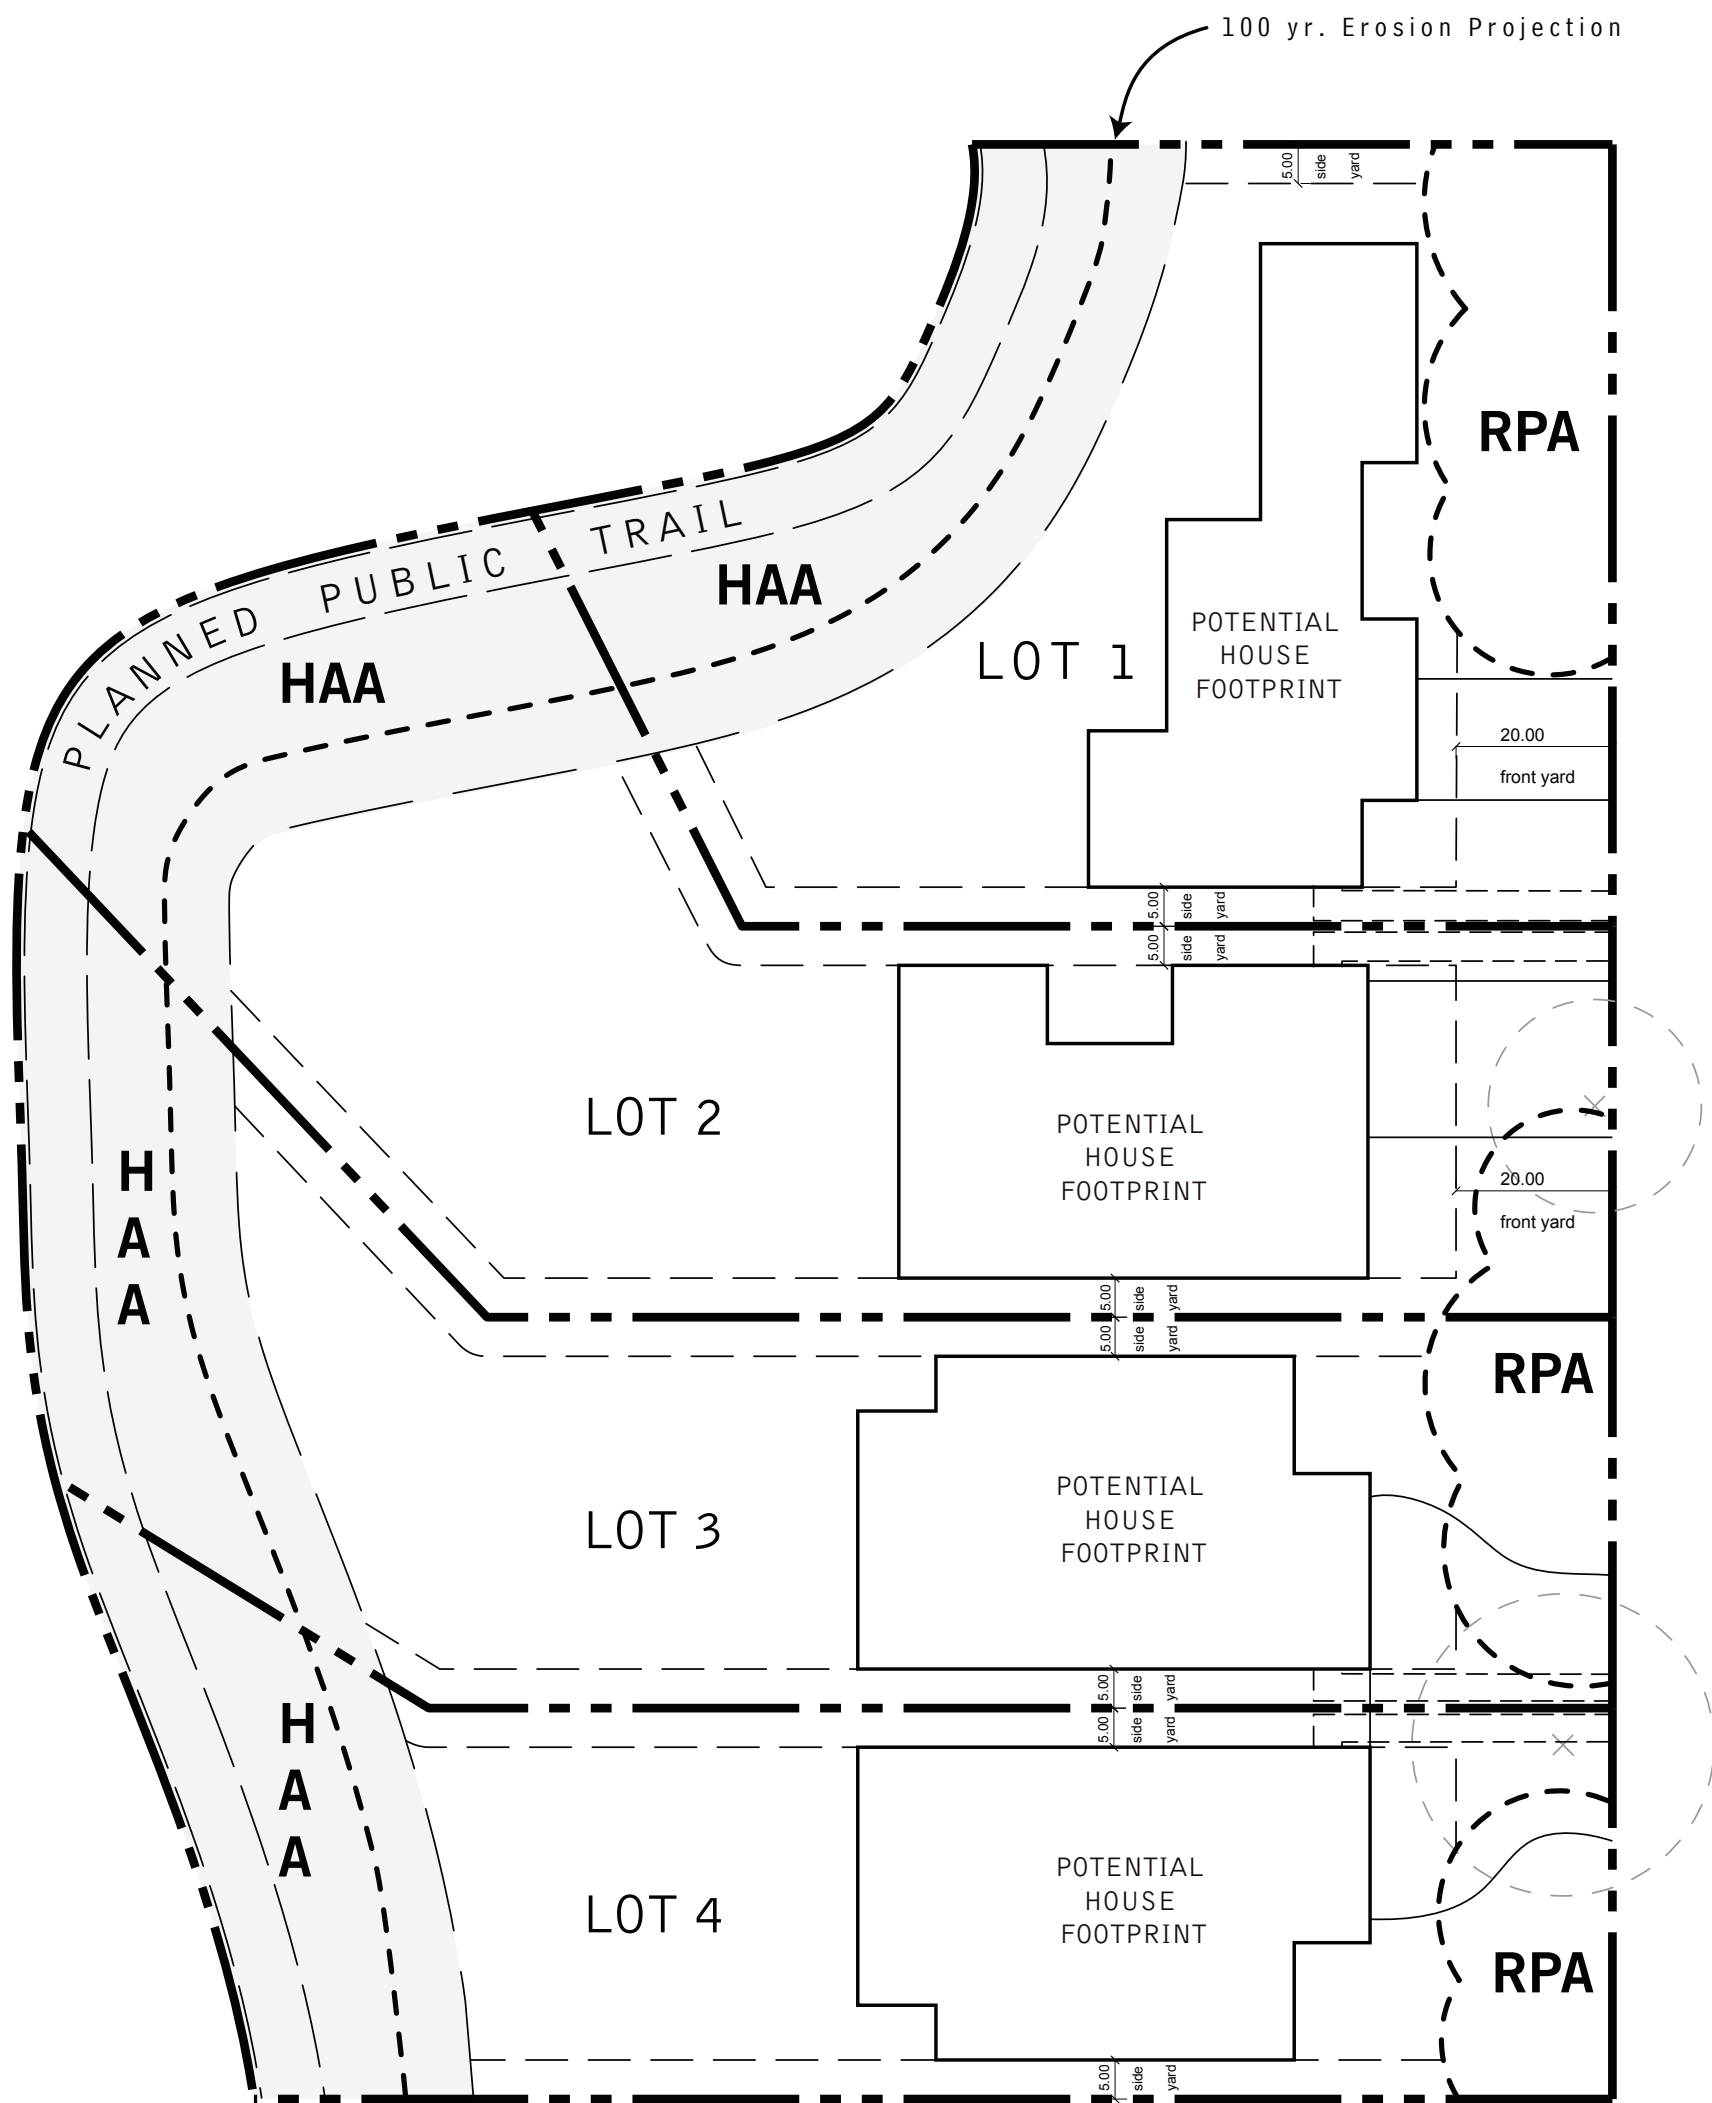 100 yr. Erosion Projection
5.00
side
yard
RPA
PLANNED PUBLIC TRAIL
HAA
HAA
LOT 1
POTENTIAL
HOUSE
FOOTPRINT
20.00
front yard
5.00
side
yard
5.00
side
yard
LOT 2
POTENTIAL
HOUSE
FOOTPRINT
20.00
front yard
H
A
A
5.00
side
yard
5.00
side
yard
RPA
LOT 3
POTENTIAL
HOUSE
FOOTPRINT
5.00
side
yard
5.00
side
yard
H
A
A
LOT 4
POTENTIAL
HOUSE
FOOTPRINT
RPA
5.00
side
yard